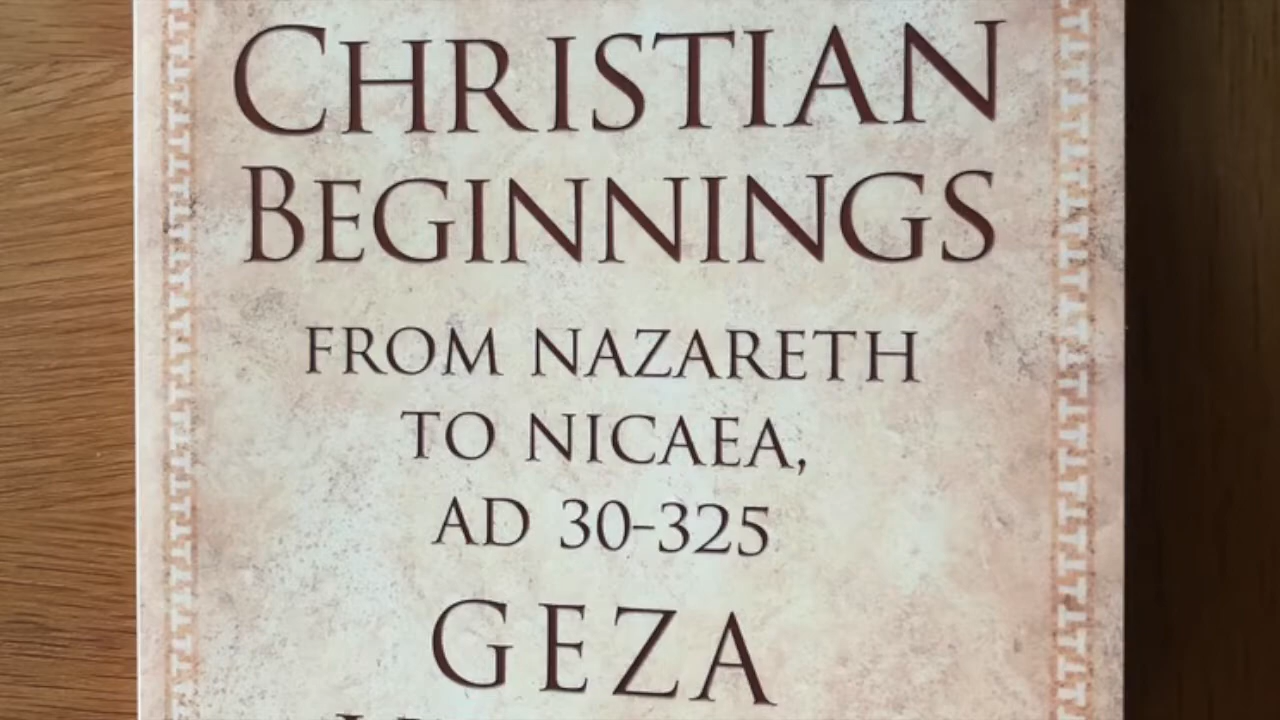 CHRISTIAN
BEGINNINGS
FROM NAZARETH
TO NICAEA,
AD 30-325
GEZA